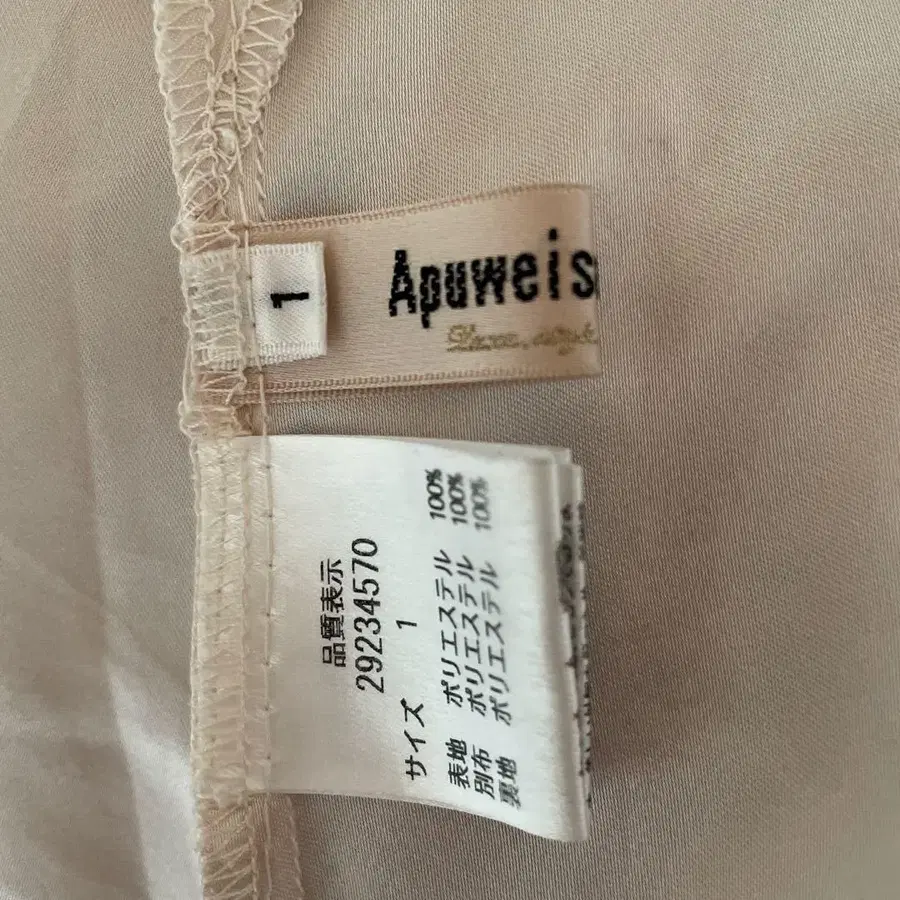 1
Apuweis
品質表示
29234570
サイズ 1
表地 ポリエステル 100%
別布 ポリエステル 100%
裏地 ポリエステル 100%